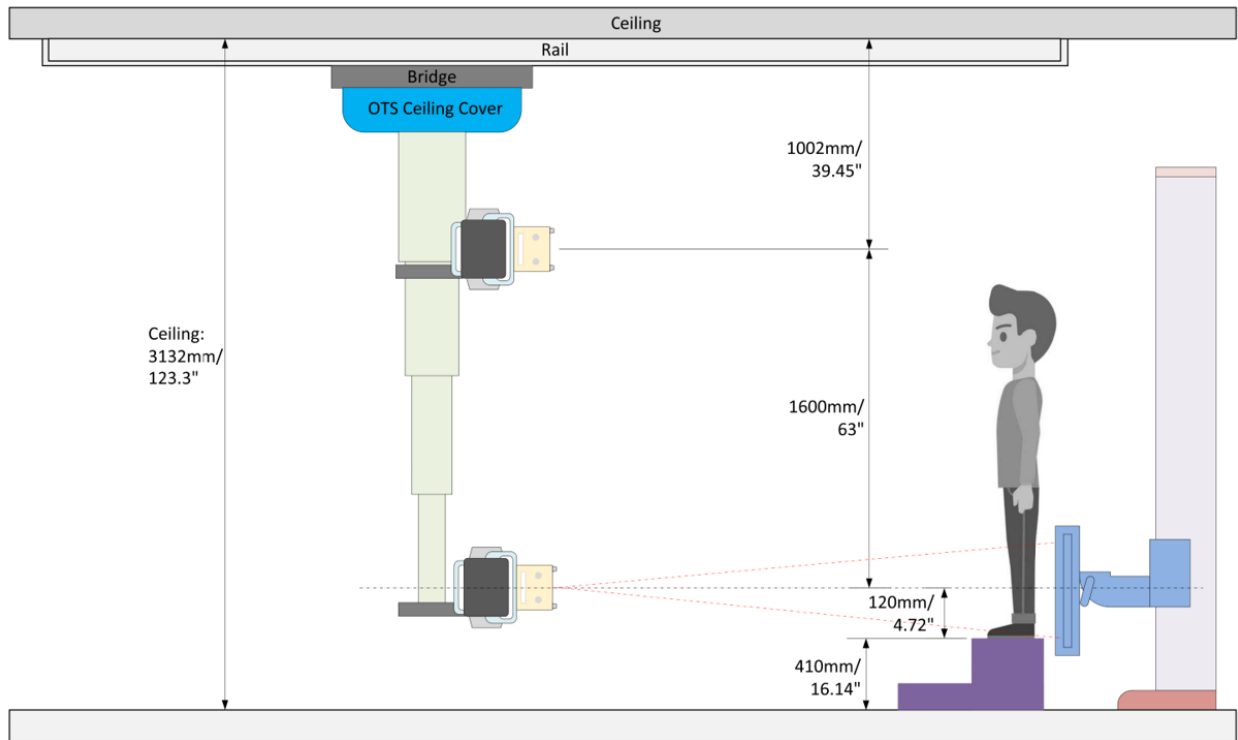 Ceiling
Rail
Bridge
OTS Ceiling Cover
1002mm/
39.45"
Ceiling:
3132mm/
123.3"
1600mm/
63"
120mm/
4.72"
410mm/
16.14"